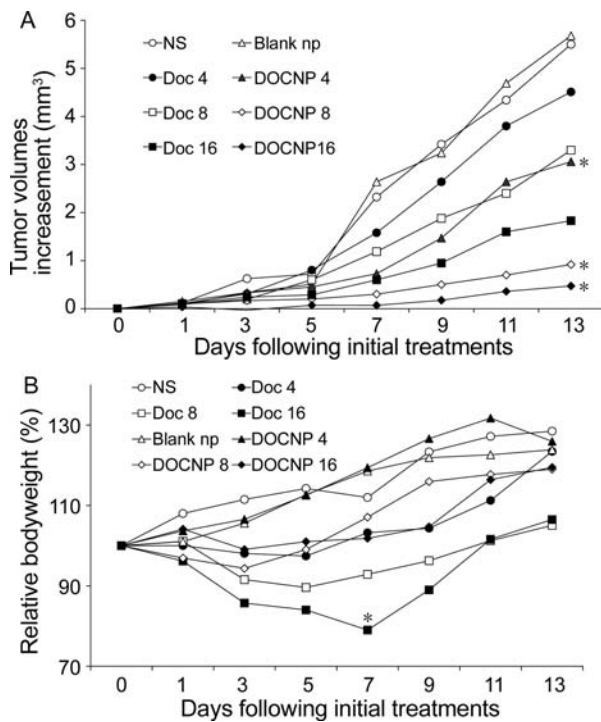 A
Tumor volumes
increasement (mm³)
6
5
4
3
2
1
0
NS
Blank np
Doc 4
DOCNP 4
Doc 8
DOCNP 8
Doc 16
DOCNP16
*
*
*
0 1 3 5 7 9 11 13
Days following initial treatments
B
Relative bodyweight (%)
130
110
90
70
NS
Doc 4
Doc 8
Doc 16
Blank np
DOCNP 4
DOCNP 8
DOCNP 16
*
0 1 3 5 7 9 11 13
Days following initial treatments